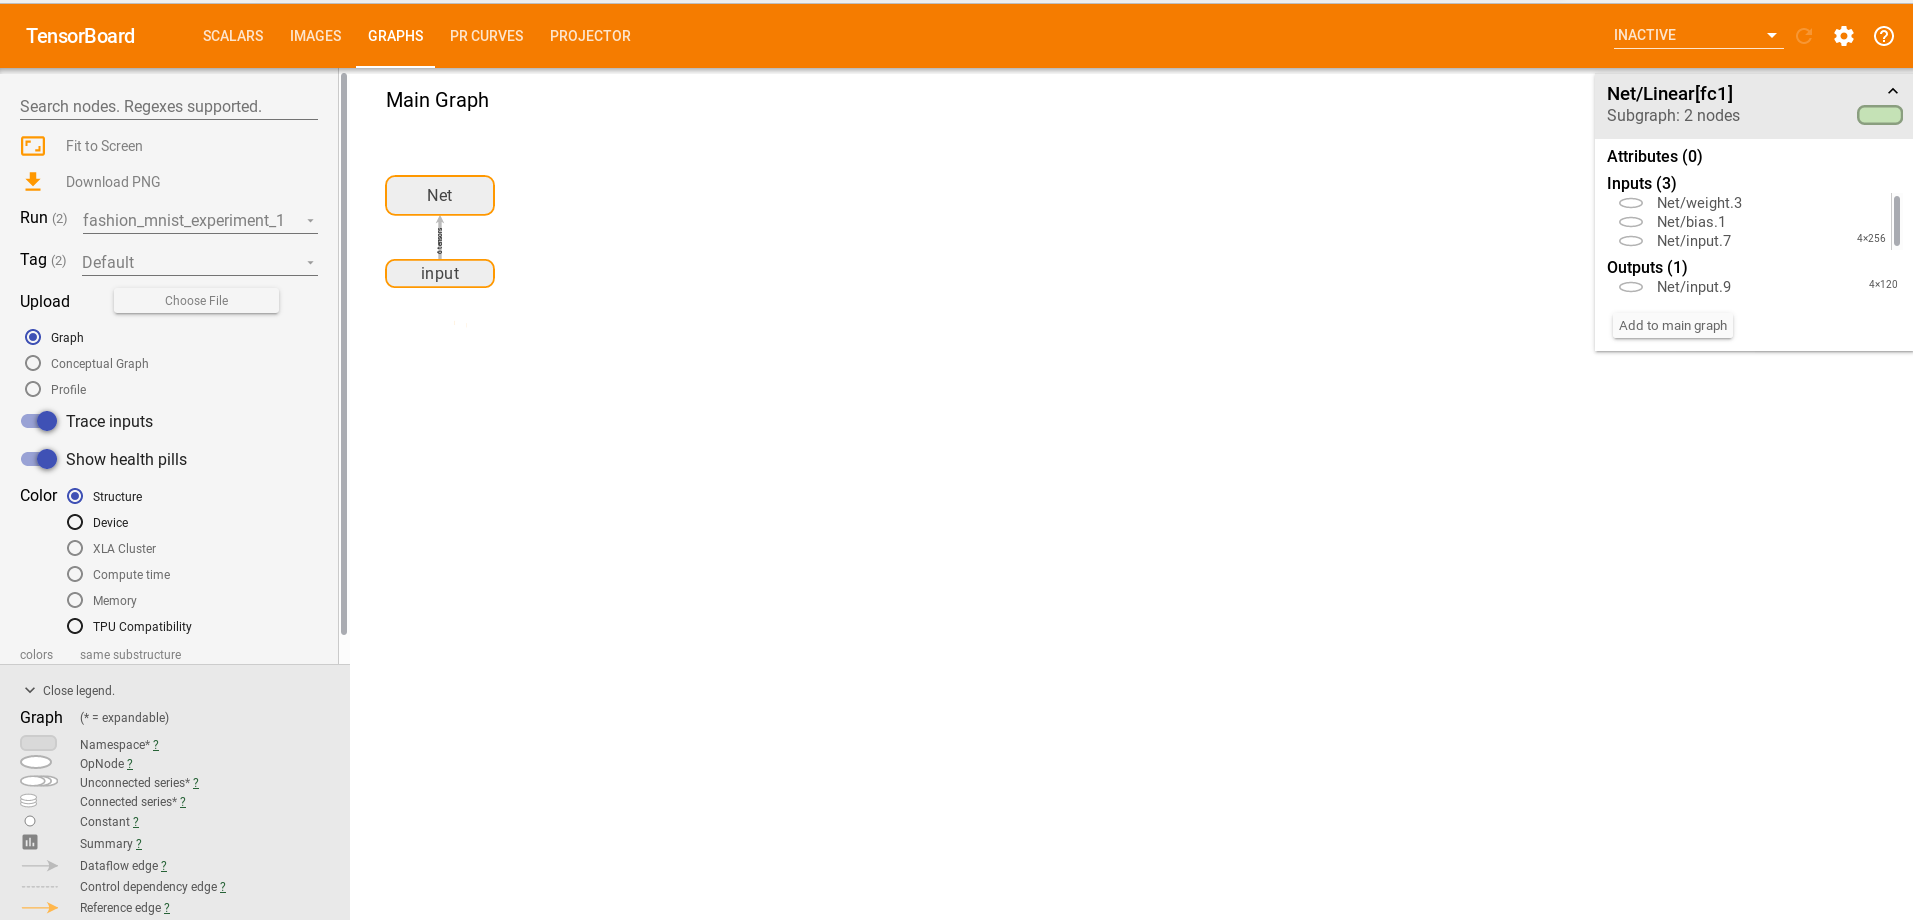 TensorBoard SCALARS IMAGES GRAPHS PR CURVES PROJECTOR INACTIVE
Search nodes. Regexes supported.
Fit to Screen
Download PNG
Run (2) fashion_mnist_experiment_1
Tag (2) Default
Upload Choose File
Graph
Conceptual Graph
Profile
Trace inputs
Show health pills
Color Structure
Device
XLA Cluster
Compute time
Memory
TPU Compatibility
colors same substructure
Close legend.
Graph (* = expandable)
Namespace* ?
OpNode ?
Unconnected series* ?
Connected series* ?
Constant ?
Summary ?
Dataflow edge ?
Control dependency edge ?
Reference edge ?
Main Graph
Net
6 tensors
input
Net/Linear[fc1]
Subgraph: 2 nodes
Attributes (0)
Inputs (3)
Net/weight.3
Net/bias.1
Net/input.7 4×256
Outputs (1)
Net/input.9 4×120
Add to main graph